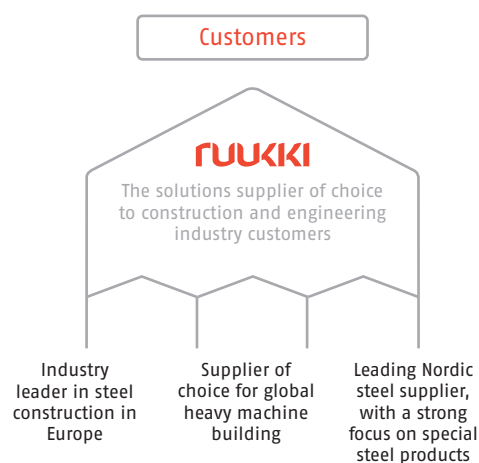 Customers
ruukki
The solutions supplier of choice
to construction and engineering
industry customers
Industry
leader in steel
construction in
Europe
Supplier of
choice for global
heavy machine
building
Leading Nordic
steel supplier,
with a strong
focus on special
steel products